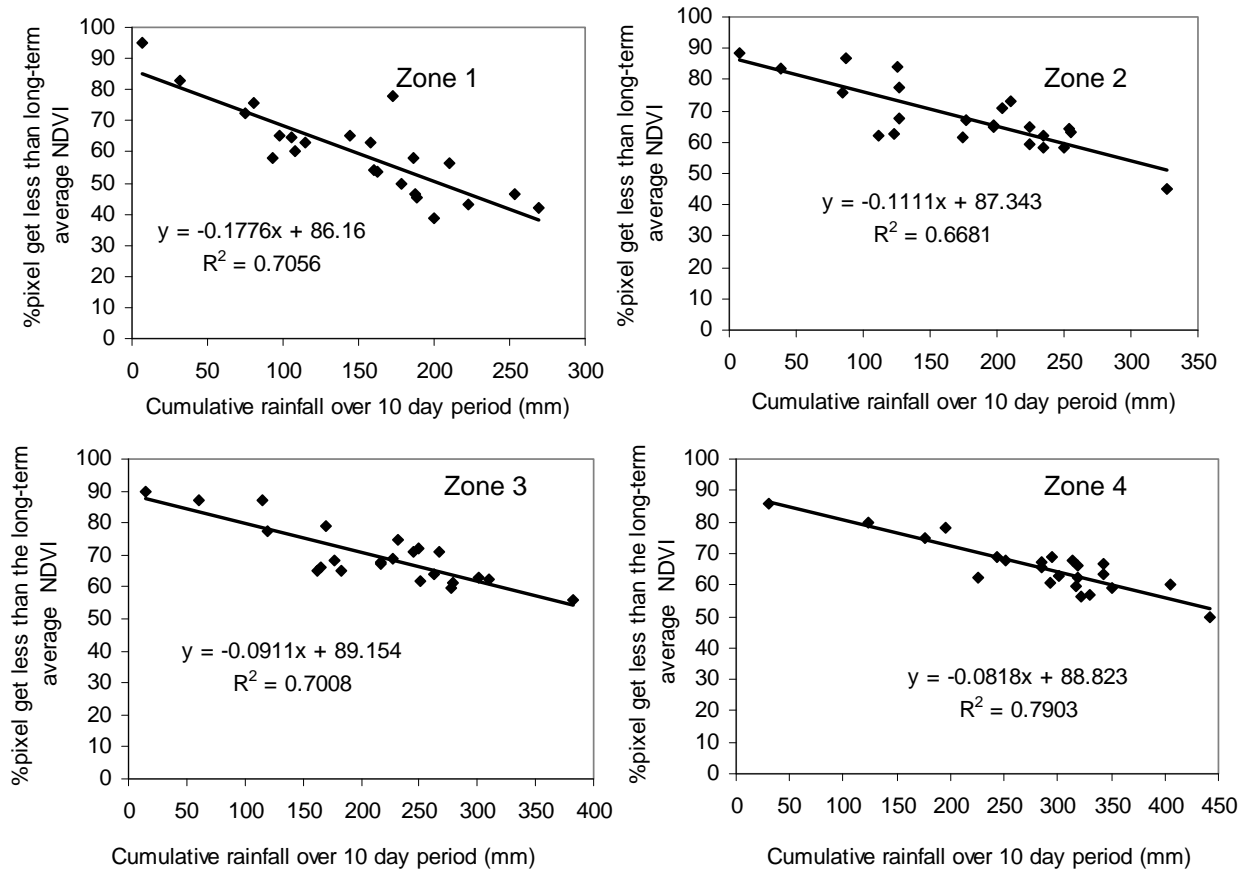 %pixel get less than long-term
average NDVI
100
90
80
70
60
50
40
30
20
10
0
Zone 1
y = -0.1776x + 86.16
R² = 0.7056
0 50 100 150 200 250 300
Cumulative rainfall over 10 day period (mm)
%pixel get less than long-term
average NDVI
100
90
80
70
60
50
40
30
20
10
0
Zone 2
y = -0.1111x + 87.343
R² = 0.6681
0 50 100 150 200 250 300 350
Cumulative rainfall over 10 day peroid (mm)
%pixel get less than the long-term
average NDVI
100
90
80
70
60
50
40
30
20
10
0
Zone 3
y = -0.0911x + 89.154
R² = 0.7008
0 50 100 150 200 250 300 350 400
Cumulative rainfall over 10 day period (mm)
%pixel get less than the long-term
average NDVI
100
90
80
70
60
50
40
30
20
10
0
Zone 4
y = -0.0818x + 88.823
R² = 0.7903
0 50 100 150 200 250 300 350 400 450
Cumulative rainfall over 10 day period (mm)